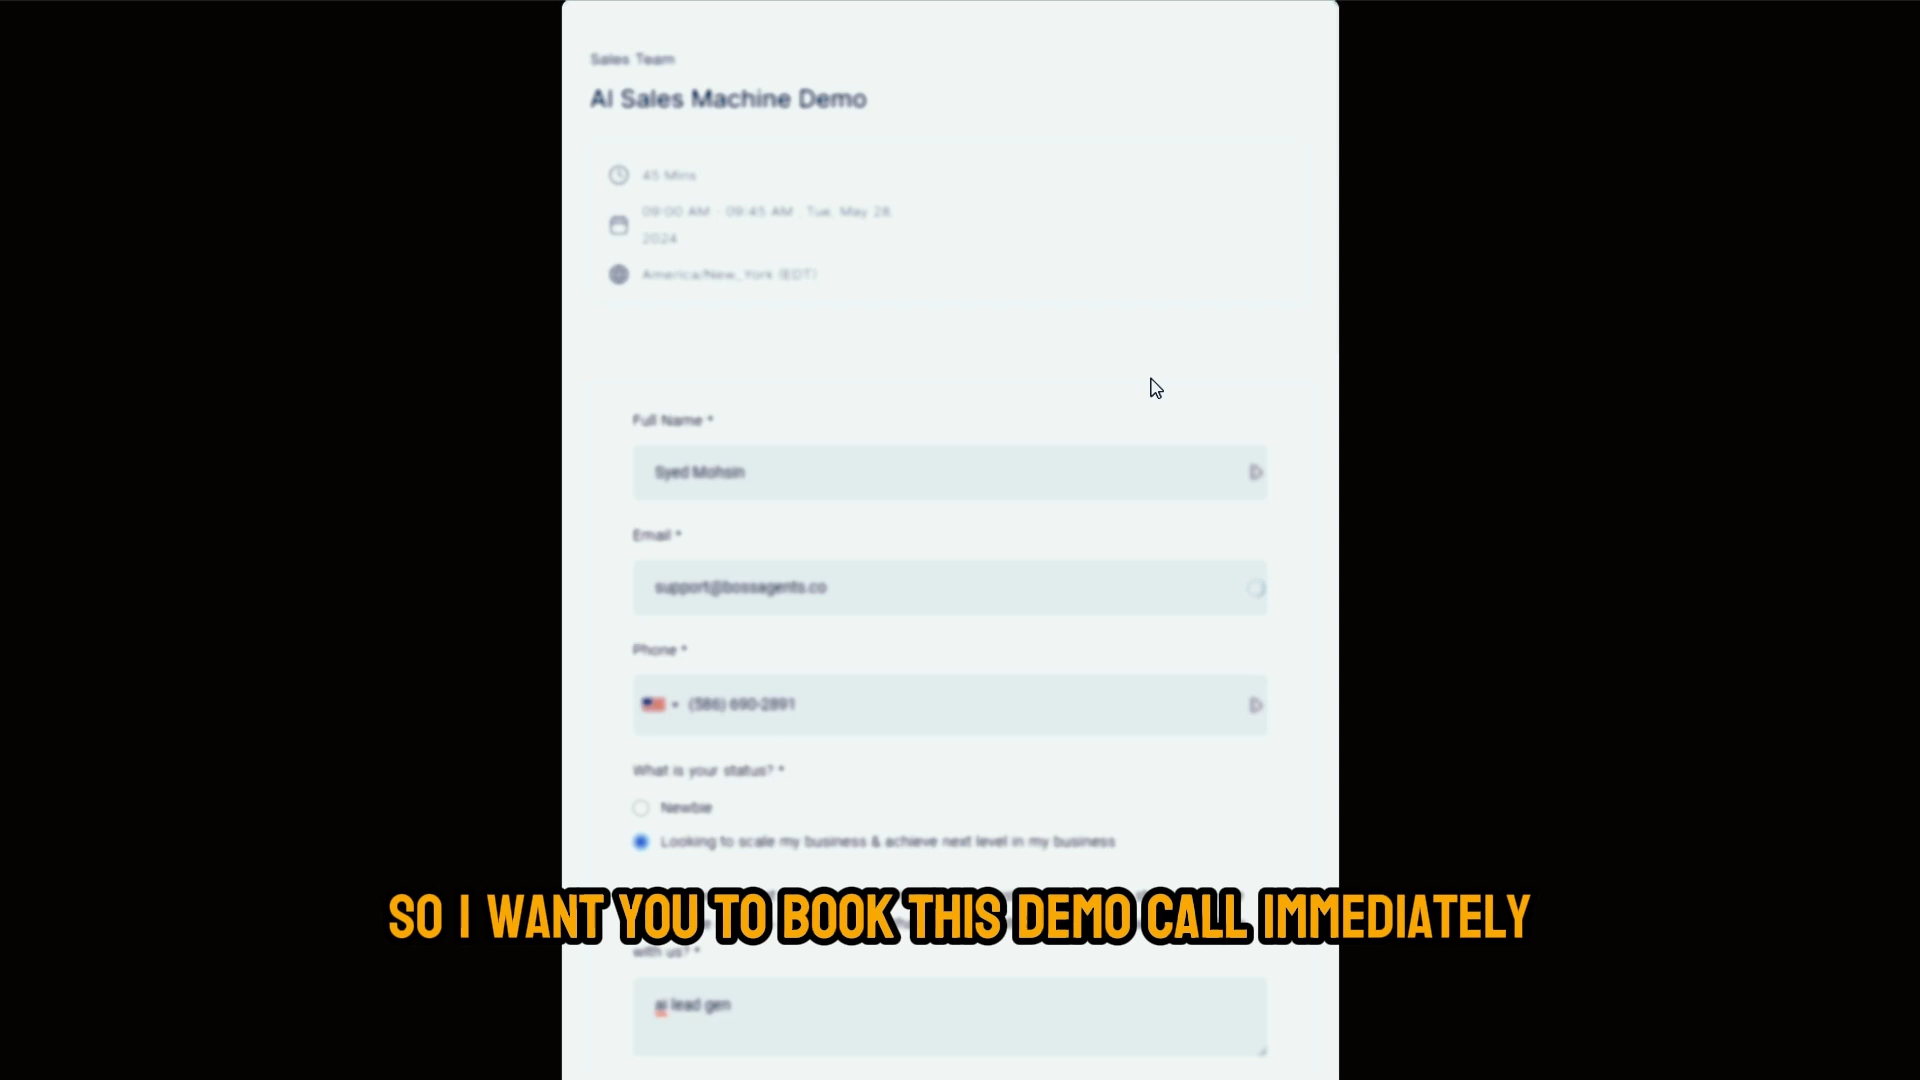 Sales Team
AI Sales Machine Demo
45 Mins
09:00 AM - 09:45 AM , Tue, May 28,
2024
America/New_York (EDT)
Full Name *
Syed Mohsin
Email *
support@bossagents.co
Phone *
(586) 690-2891
What is your status? *
Newbie
Looking to scale my business & achieve next level in my business
SO I WANT YOU TO BOOK THIS DEMO CALL IMMEDIATELY
with us? *
ai lead gen